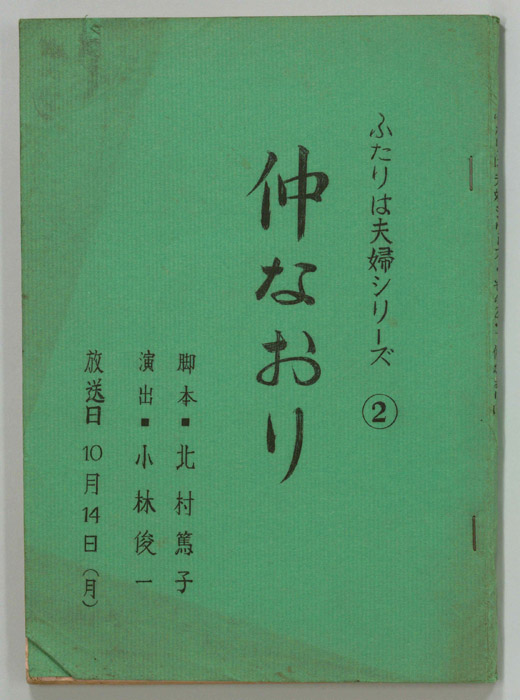 ふたりは夫婦シリーズ ②
仲なおり
脚本■北村篤子
演出■小林俊一
放送日 10月14日(月)